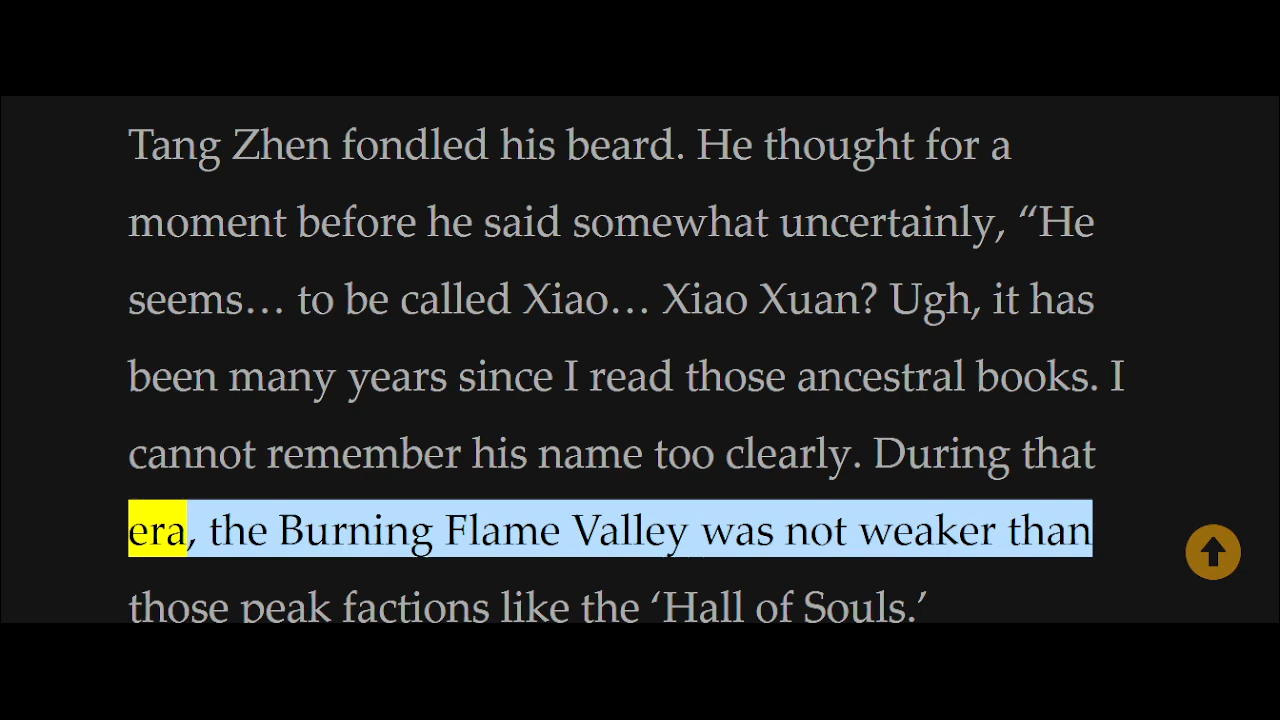 Tang Zhen fondled his beard. He thought for a
moment before he said somewhat uncertainly, “He
seems… to be called Xiao… Xiao Xuan? Ugh, it has
been many years since I read those ancestral books. I
cannot remember his name too clearly. During that
era, the Burning Flame Valley was not weaker than
those peak factions like the ‘Hall of Souls.’